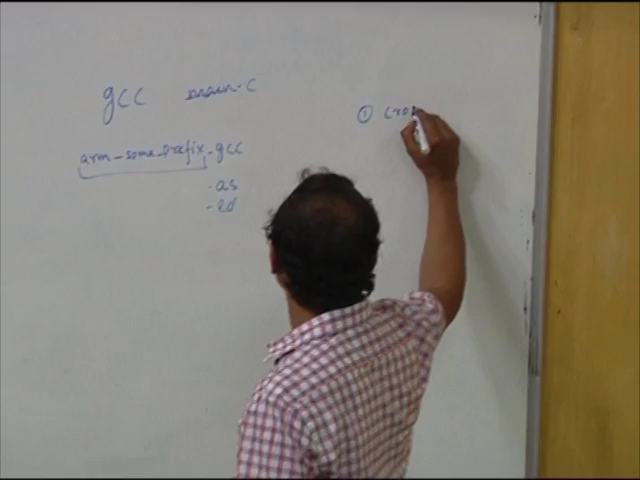 gcc main.c
arm-some-prefix-gcc
-as
-ld
① Cro